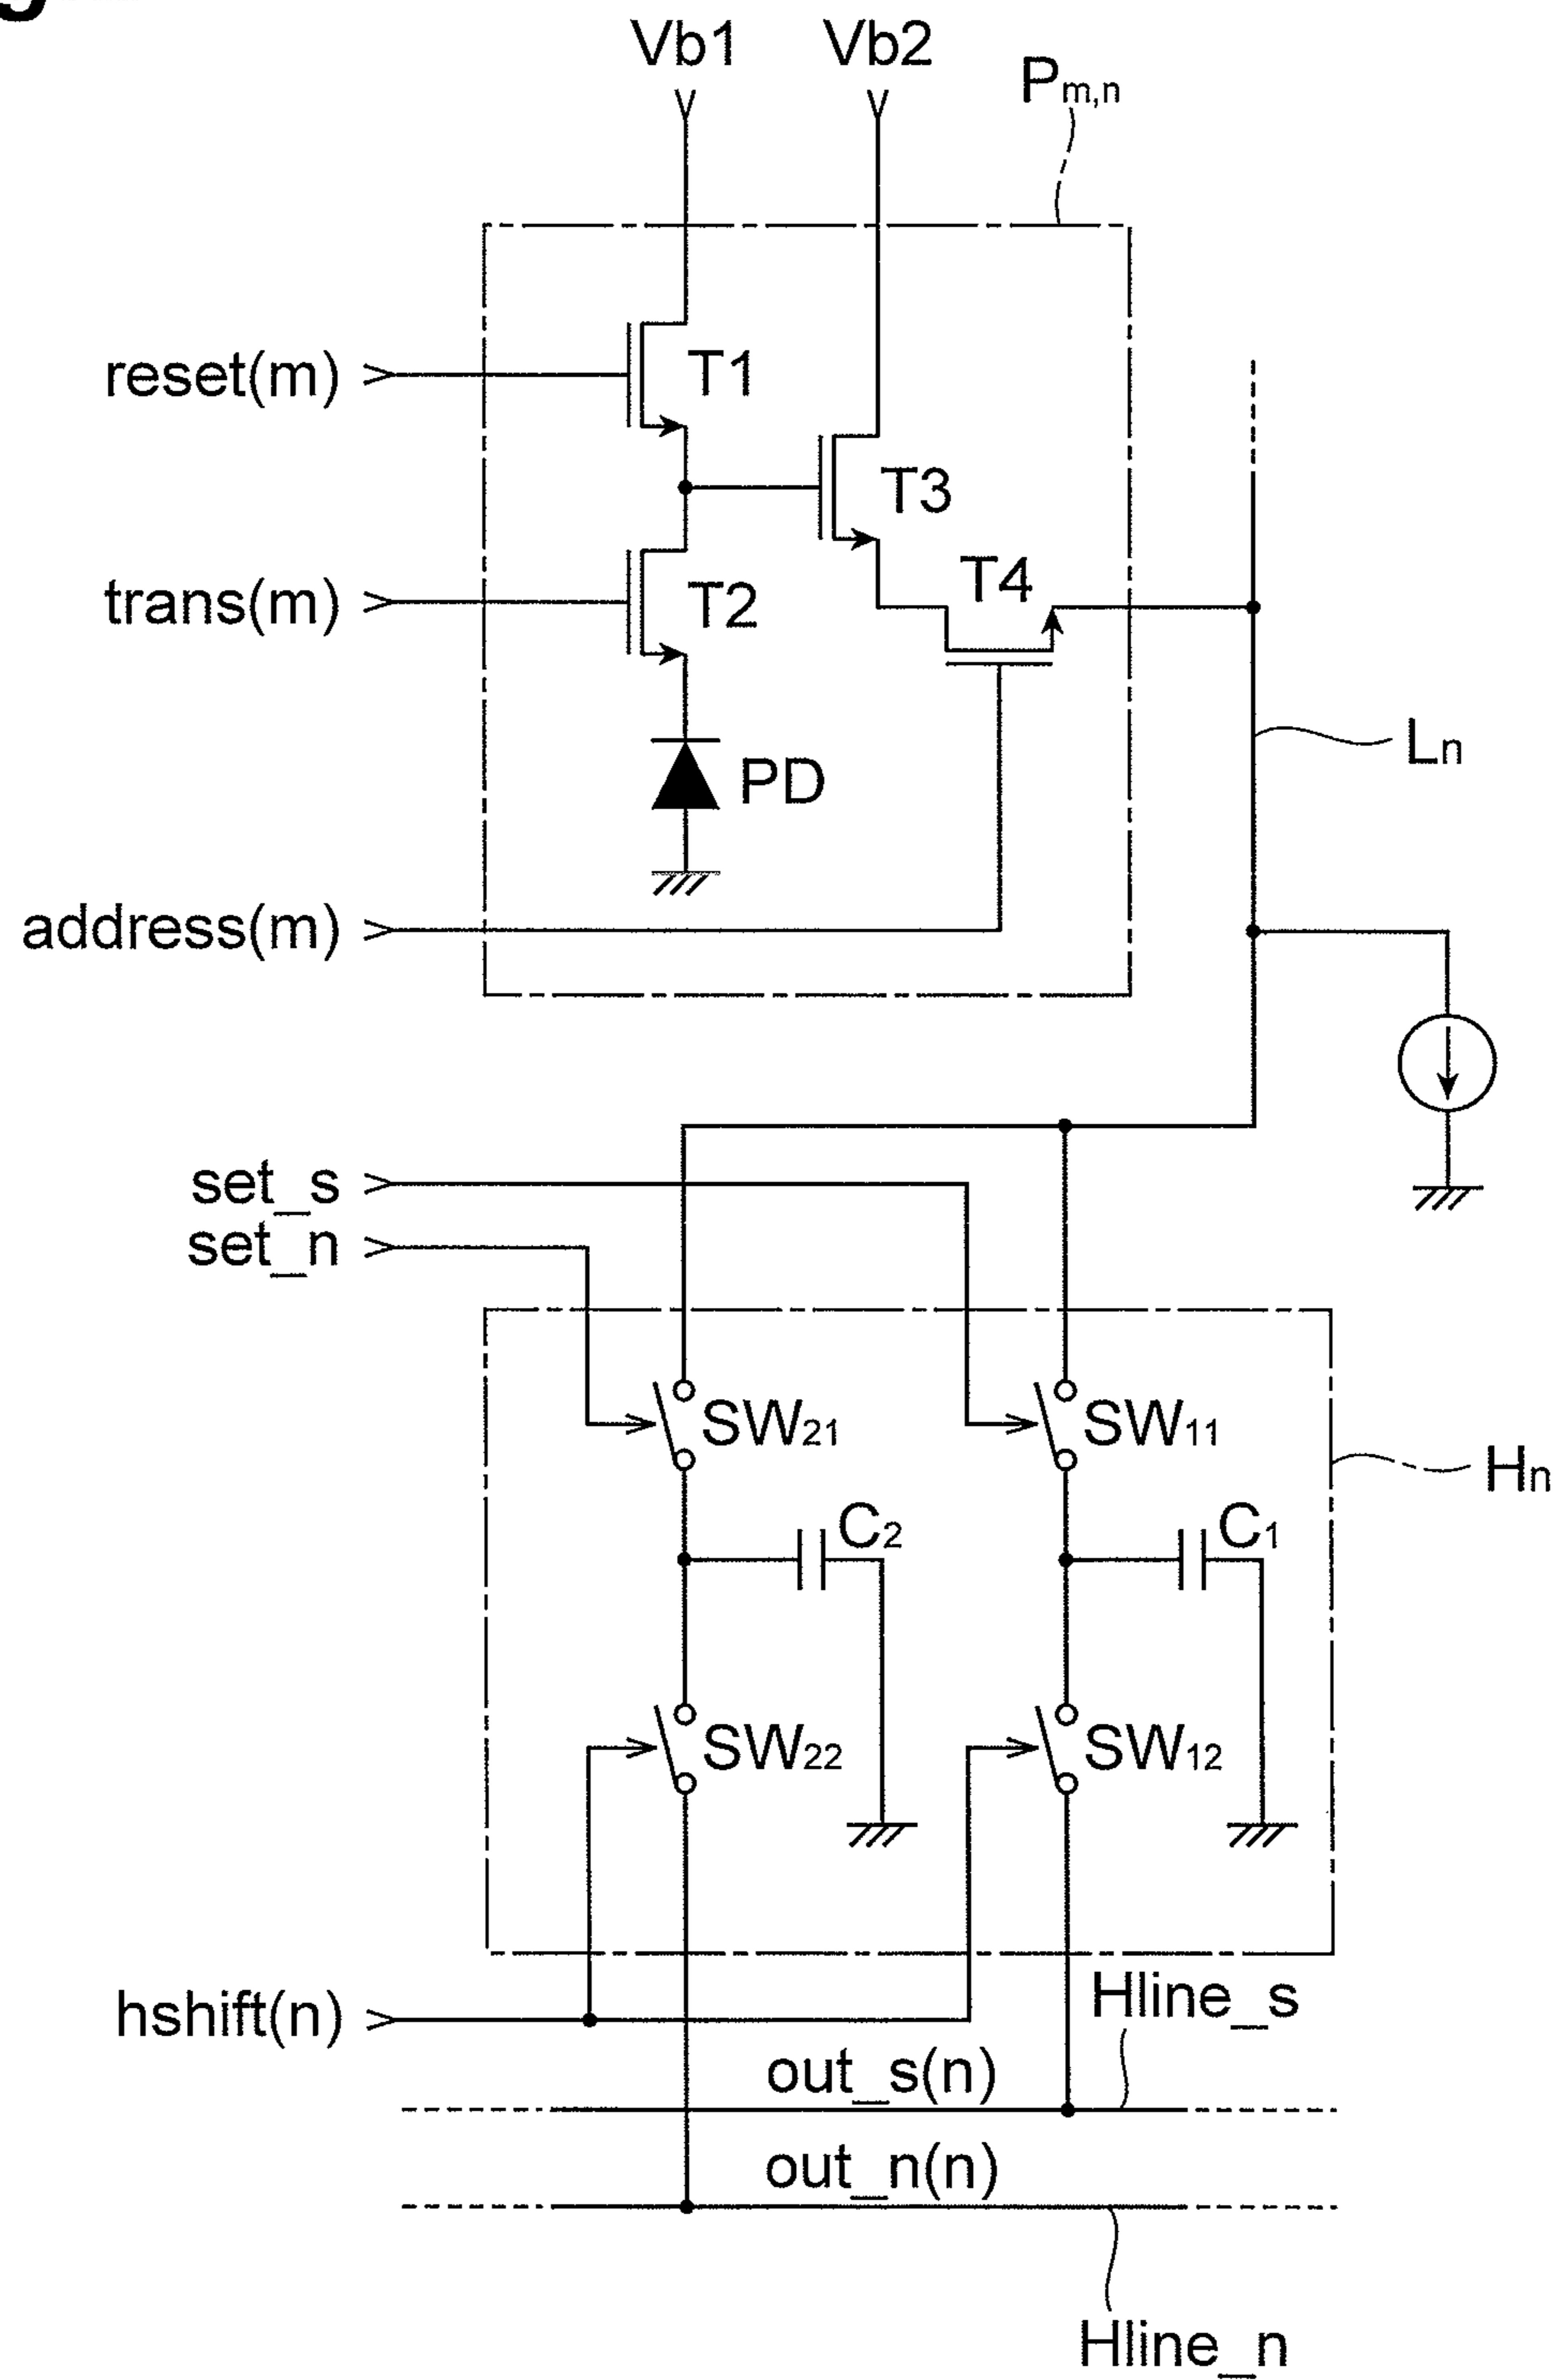 Vb1 Vb2
Pm,n
reset(m)
T1
T3
trans(m)
T2
T4
PD
Ln
address(m)
set_s
set_n
SW21
SW11
Hn
C2
C1
SW22
SW12
hshift(n)
Hline_s
out_s(n)
out_n(n)
Hline_n